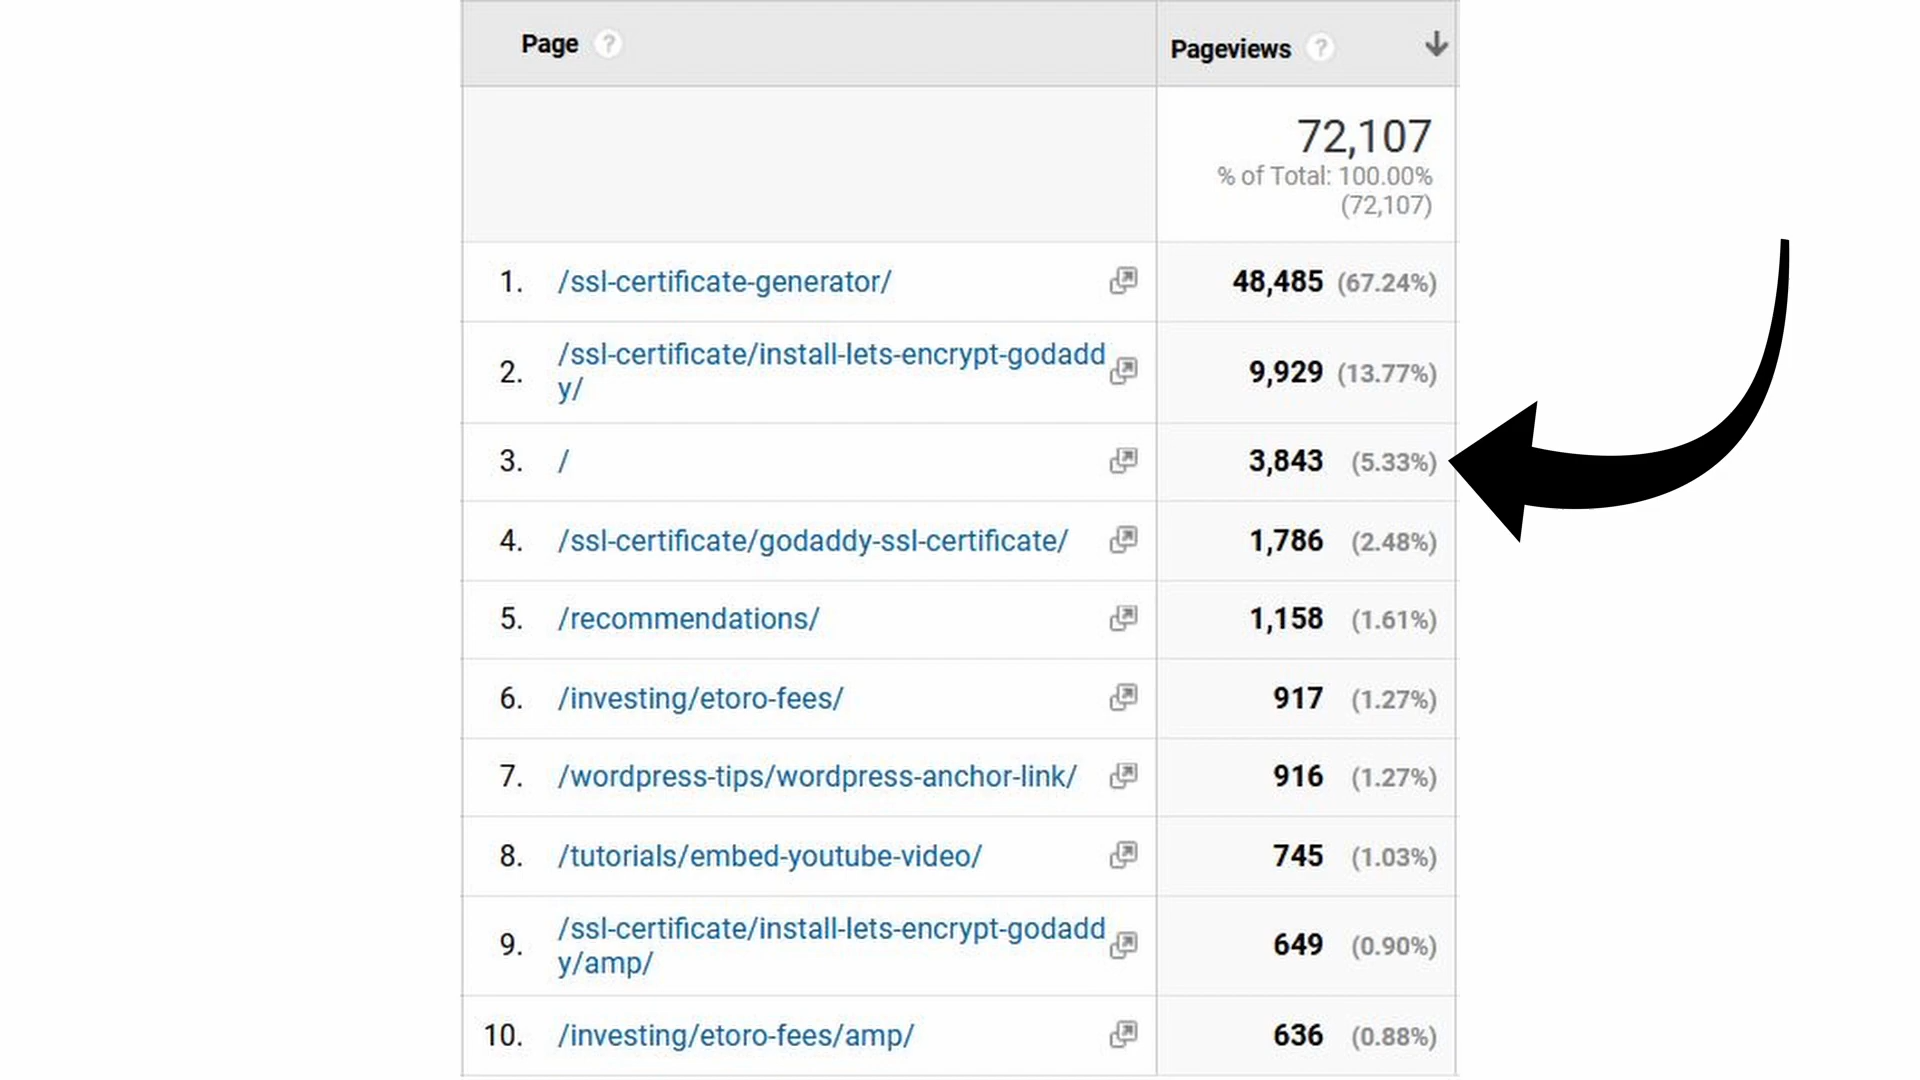 Page ? Pageviews ?
72,107
% of Total: 100.00%
(72,107)
1. /ssl-certificate-generator/ 48,485 (67.24%)
2. /ssl-certificate/install-lets-encrypt-godadd
y/ 9,929 (13.77%)
3. / 3,843 (5.33%)
4. /ssl-certificate/godaddy-ssl-certificate/ 1,786 (2.48%)
5. /recommendations/ 1,158 (1.61%)
6. /investing/etoro-fees/ 917 (1.27%)
7. /wordpress-tips/wordpress-anchor-link/ 916 (1.27%)
8. /tutorials/embed-youtube-video/ 745 (1.03%)
9. /ssl-certificate/install-lets-encrypt-godadd
y/amp/ 649 (0.90%)
10. /investing/etoro-fees/amp/ 636 (0.88%)